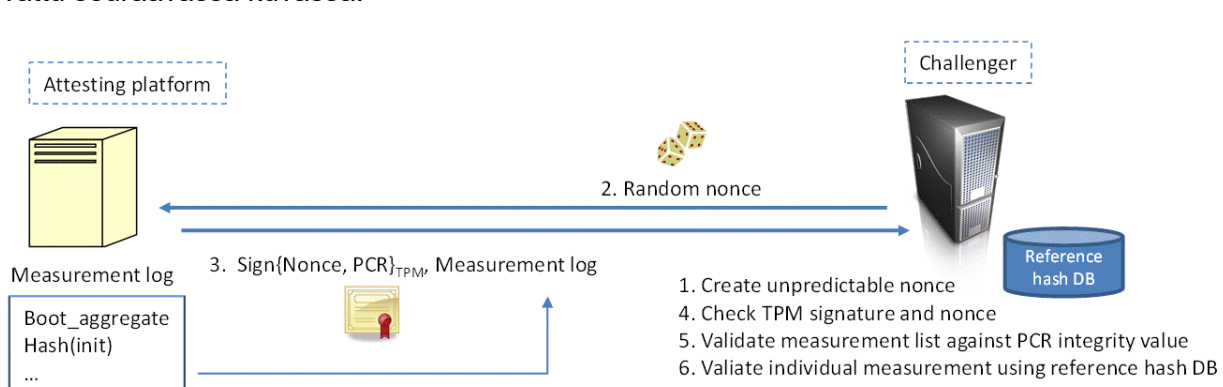 Challenger
Attesting platform
2. Random nonce
3. Sign{Nonce, PCR}TPM, Measurement log
Measurement log
Boot_aggregate
Hash(init)
...
Reference
hash DB
1. Create unpredictable nonce
4. Check TPM signature and nonce
5. Validate measurement list against PCR integrity value
6. Valiate individual measurement using reference hash DB